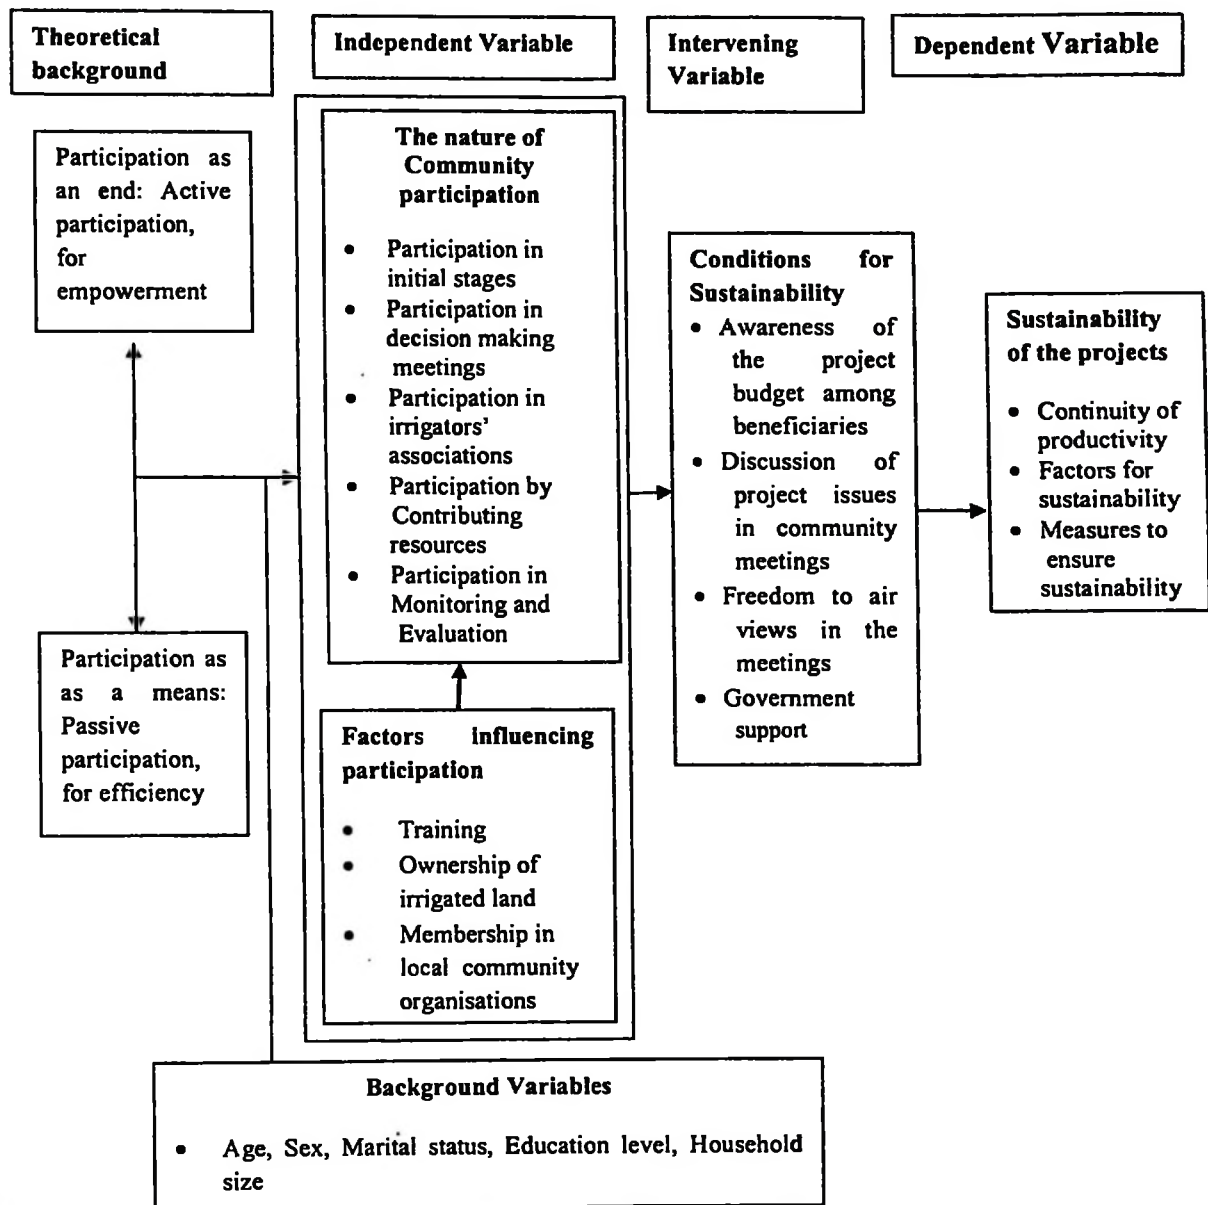 Theoretical
background
Independent Variable
Intervening
Variable
Dependent Variable
Participation as
an end: Active
participation,
for
empowerment
Participation as
as a means:
Passive
participation,
for efficiency
The nature of
Community
participation
• Participation in
initial stages
• Participation in
decision making
meetings
• Participation in
irrigators'
associations
• Participation by
Contributing
resources
• Participation in
Monitoring and
Evaluation
Factors influencing
participation
• Training
• Ownership of
irrigated land
• Membership in
local community
organisations
Conditions for
Sustainability
• Awareness of
the project
budget among
beneficiaries
• Discussion of
project issues
in community
meetings
• Freedom to air
views in the
meetings
• Government
support
Sustainability
of the projects
• Continuity of
productivity
• Factors for
sustainability
• Measures to
ensure
sustainability
Background Variables
• Age, Sex, Marital status, Education level, Household
size